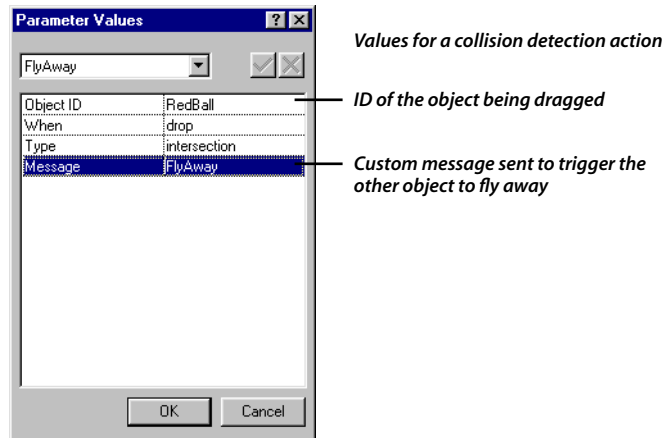 Parameter Values
Values for a collision detection action
FlyAway
Object ID RedBall
ID of the object being dragged
When drop
Type intersection
Message FlyAway
Custom message sent to trigger the
other object to fly away
OK Cancel